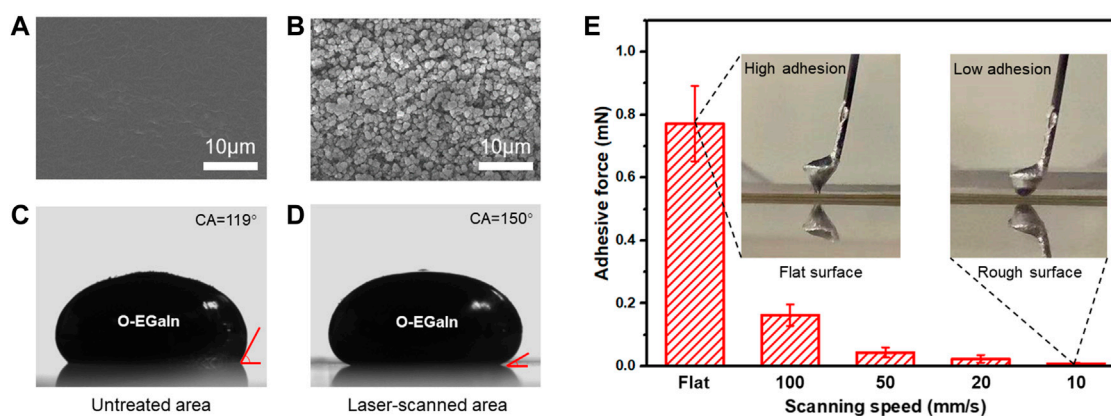 A
10μm
B
10μm
C
CA=119°
O-EGaIn
Untreated area
D
CA=150°
O-EGaIn
Laser-scanned area
E
Adhesive force (mN)
1.0
0.8
0.6
0.4
0.2
0.0
High adhesion
Flat surface
Low adhesion
Rough surface
Flat
100
50
20
10
Scanning speed (mm/s)